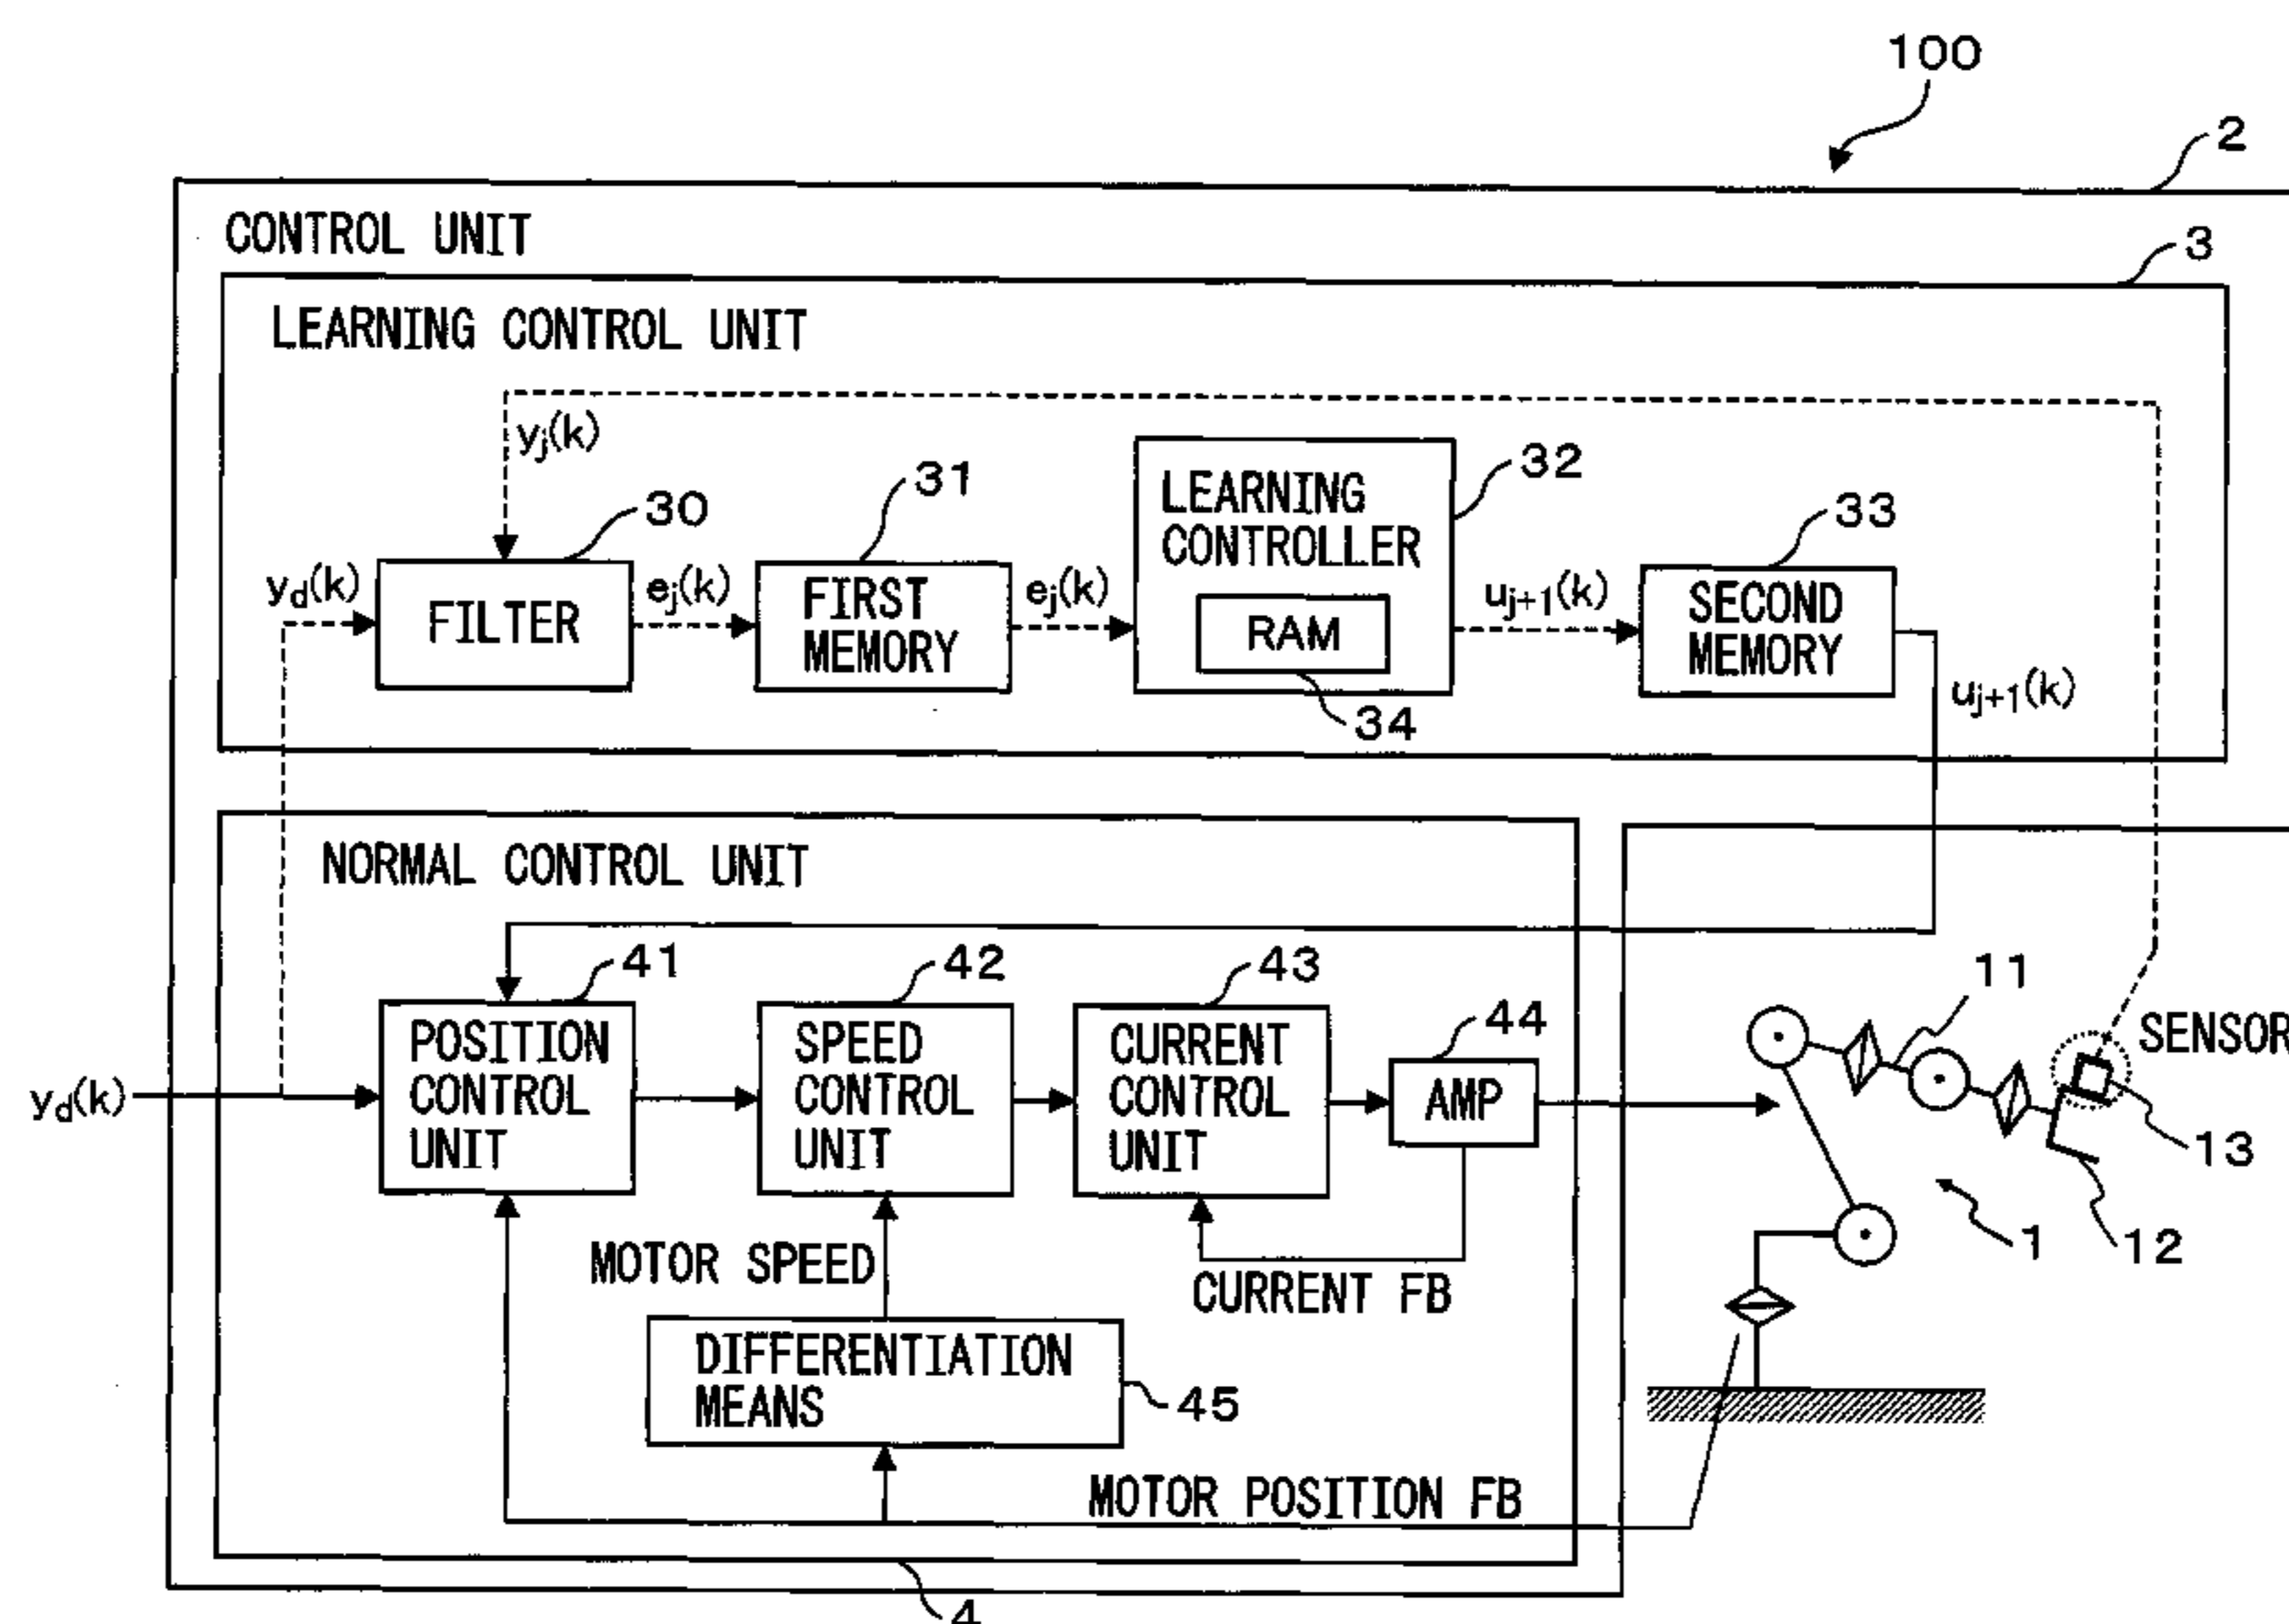 100
2
CONTROL UNIT
3
LEARNING CONTROL UNIT
yj(k)
30
31
32
33
yd(k)
FILTER
ej(k)
FIRST
MEMORY
ej(k)
LEARNING
CONTROLLER
RAM
34
uj+1(k)
SECOND
MEMORY
uj+1(k)
NORMAL CONTROL UNIT
41
42
43
44
yd(k)
POSITION
CONTROL
UNIT
SPEED
CONTROL
UNIT
CURRENT
CONTROL
UNIT
AMP
11
SENSOR
13
12
1
MOTOR SPEED
CURRENT FB
DIFFERENTIATION
MEANS
45
MOTOR POSITION FB
4